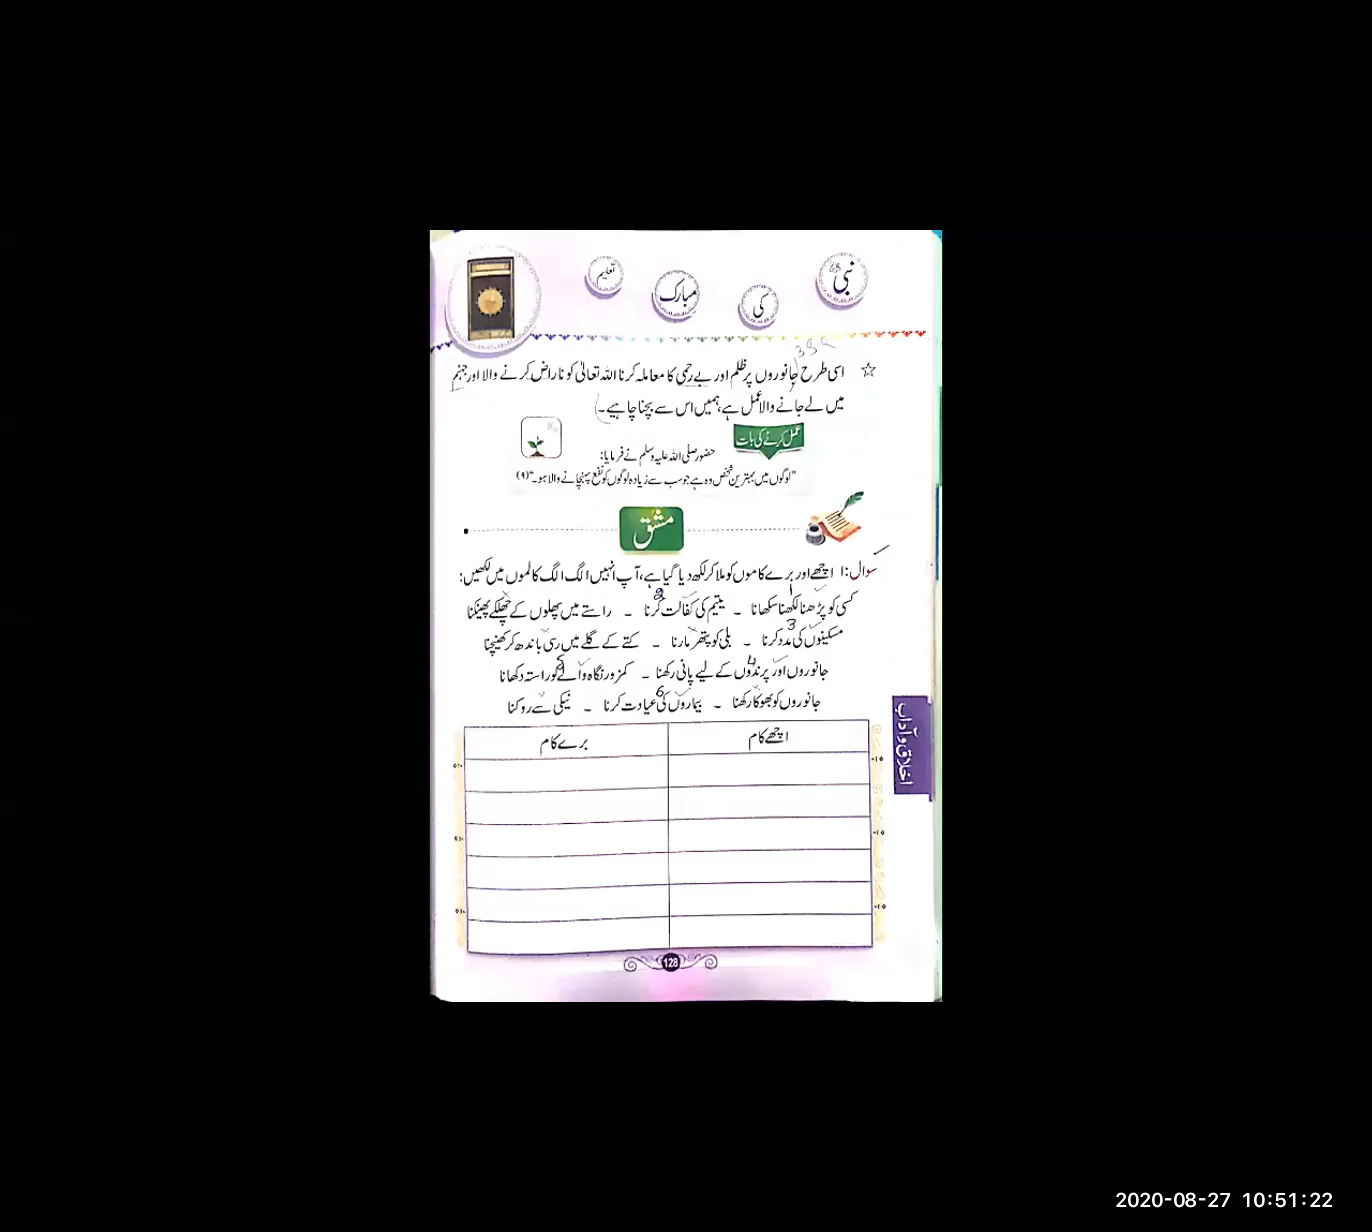 نبی ﷺ کی مبارک تعلیم
☆ اسی طرح جانوروں پر ظلم اور بے رحمی کا معاملہ کرنا اللہ تعالیٰ کو ناراض کرنے والا اور جہنم
میں لے جانے والا عمل ہے، ہمیں اس سے بچنا چاہیے۔
عمل کرنے کی بات
حضور صلی اللہ علیہ وسلم نے فرمایا:
"لوگوں میں بہترین شخص وہ ہے جو سب سے زیادہ لوگوں کو نفع پہنچانے والا ہو۔" (۹)
مشق
سوال: ۱ اچھے اور برے کاموں کو ملا کر لکھ دیا گیا ہے، آپ انہیں الگ الگ کالموں میں لکھیں:
1 2
کسی کو پڑھنا لکھنا سکھانا ۔ یتیم کی کفالت کرنا ۔ راستے میں پھلوں کے چھلکے پھینکنا
3
مسکینوں کی مدد کرنا ۔ بلی کو پتھر مارنا ۔ کتے کے گلے میں رسی باندھ کر کھینچنا
4 5
جانوروں اور پرندوں کے لیے پانی رکھنا ۔ کمزور نگاہ والے کو راستہ دکھانا
6
جانوروں کو بھوکا رکھنا ۔ بیماروں کی عیادت کرنا ۔ نیکی سے روکنا
اچھے کام برے کام
اخلاق و آداب
128
2020-08-27 10:51:22